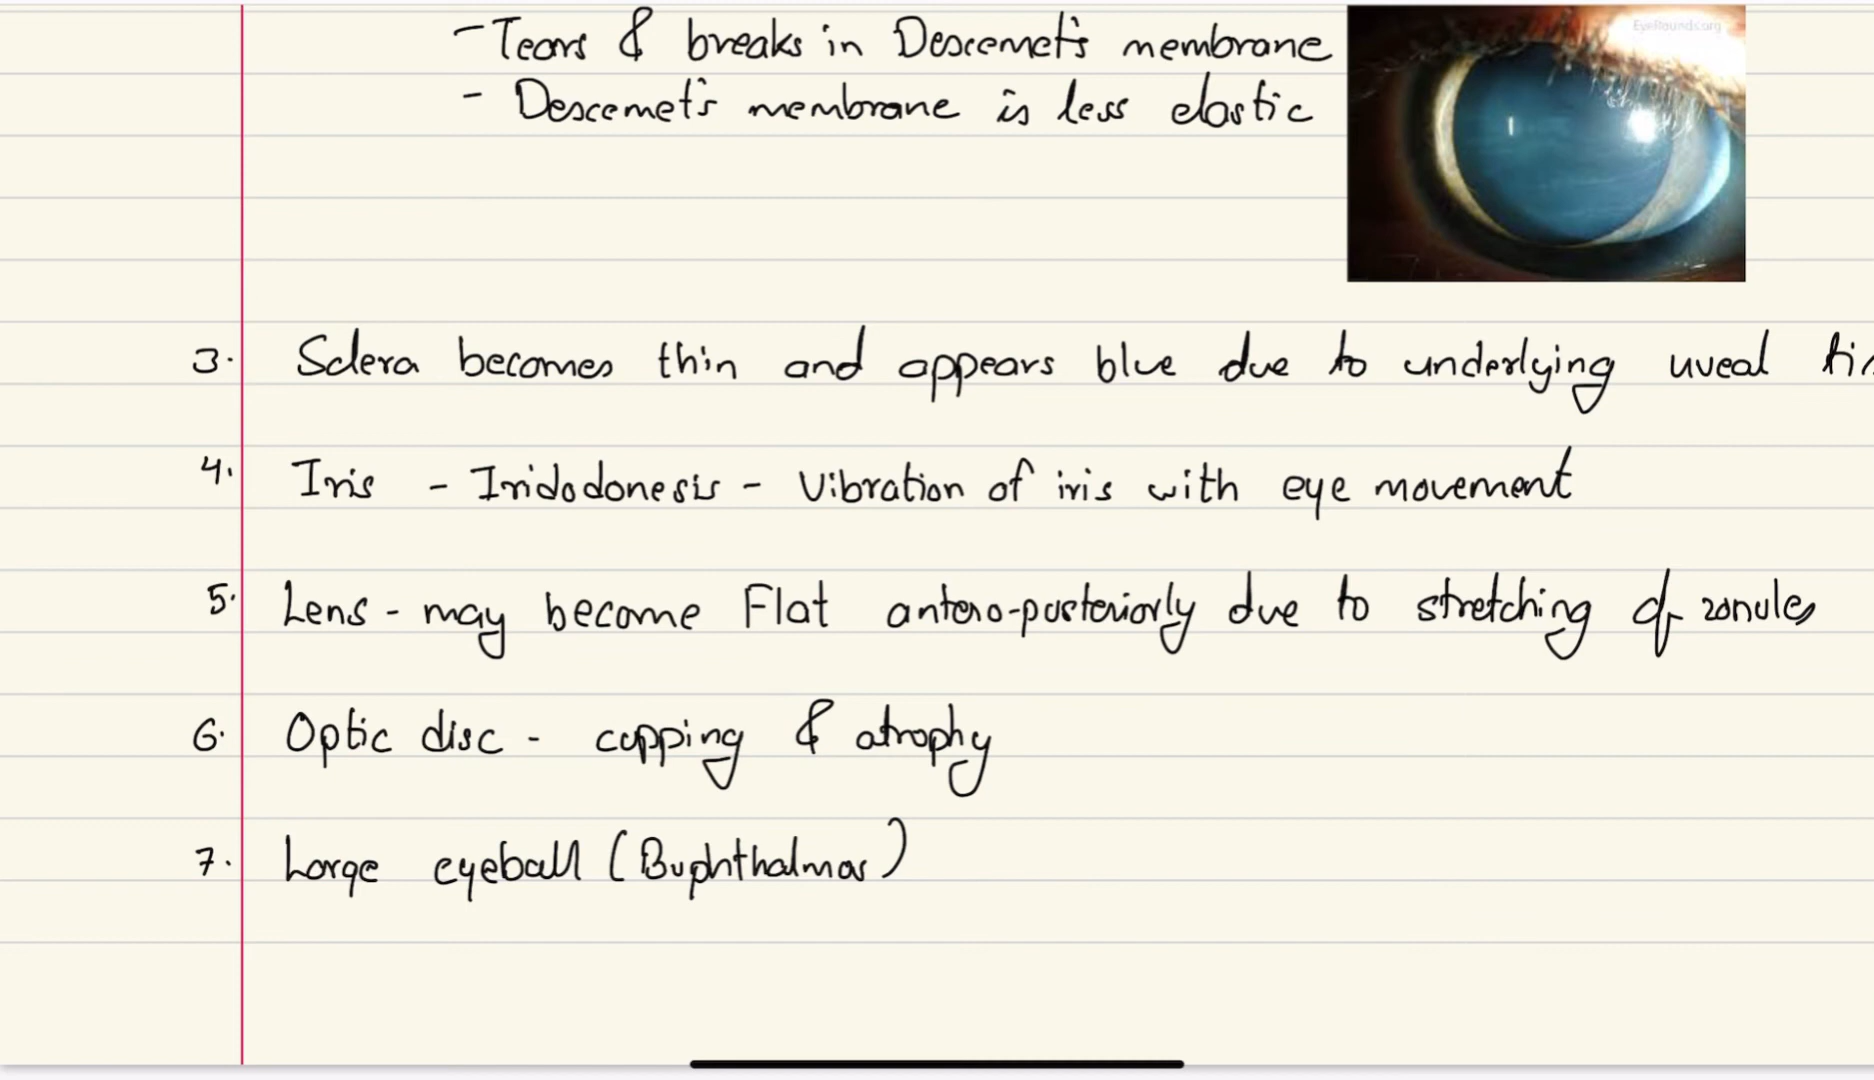 - Tears & breaks in Descemet's membrane
EyeRounds.org
- Descemet's membrane is less elastic
3. Sclera becomes thin and appears blue due to underlying uveal
4. Iris - Iridodonesis - Vibration of iris with eye movement
5. Lens - may become Flat antero-posteriorly due to stretching of zonules
6. Optic disc - cupping & atrophy
7. Large eyeball (Buphthalmos)